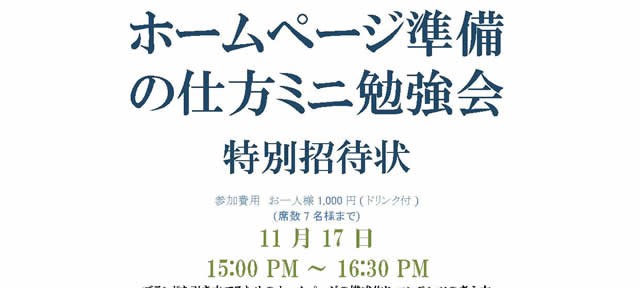 ホームページ準備
の仕方ミニ勉強会
特別招待状
参加費用 お一人様 1,000 円 ( ドリンク付 )
(席数 7 名様まで)
11 月 17 日
15:00 PM ～ 16:30 PM